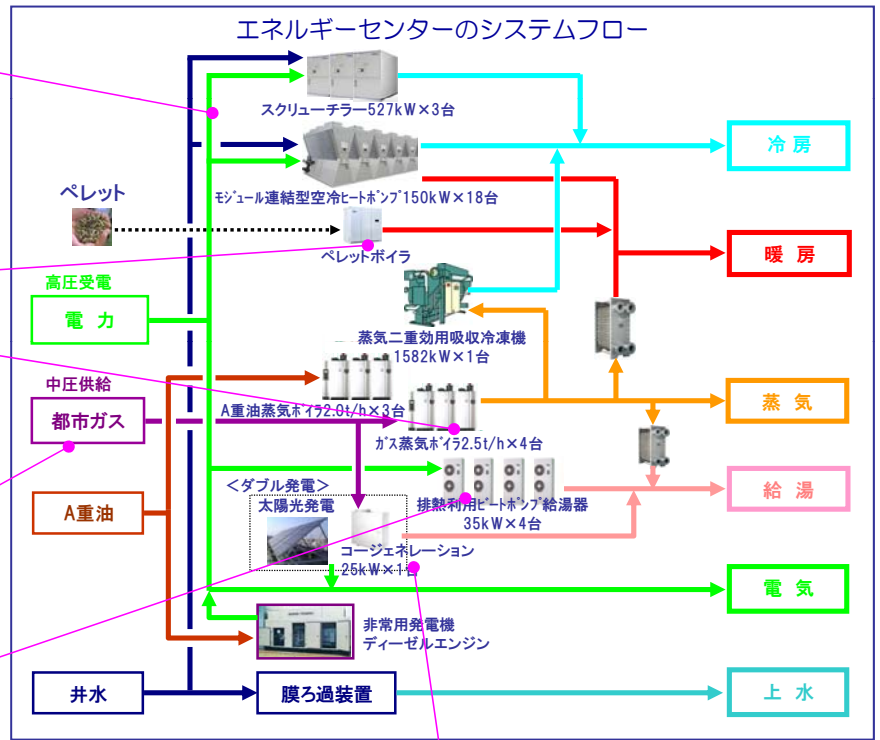 エネルギーセンターのシステムフロー
スクリューチラー527kW×3台
冷房
モジュール連結型空冷ヒートポンプ150kW×18台
ペレット
ペレットボイラ
暖房
高圧受電
電力
蒸気二重効用吸収冷凍機
1582kW×1台
中圧供給
都市ガス
A重油蒸気ボイラ2.0t/h×3台
蒸気
ガス蒸気ボイラ2.5t/h×4台
<ダブル発電>
太陽光発電
排熱利用ヒートポンプ給湯器
35kW×4台
給湯
A重油
コージェネレーション
25kW×1台
電気
非常用発電機
ディーゼルエンジン
井水
膜ろ過装置
上水